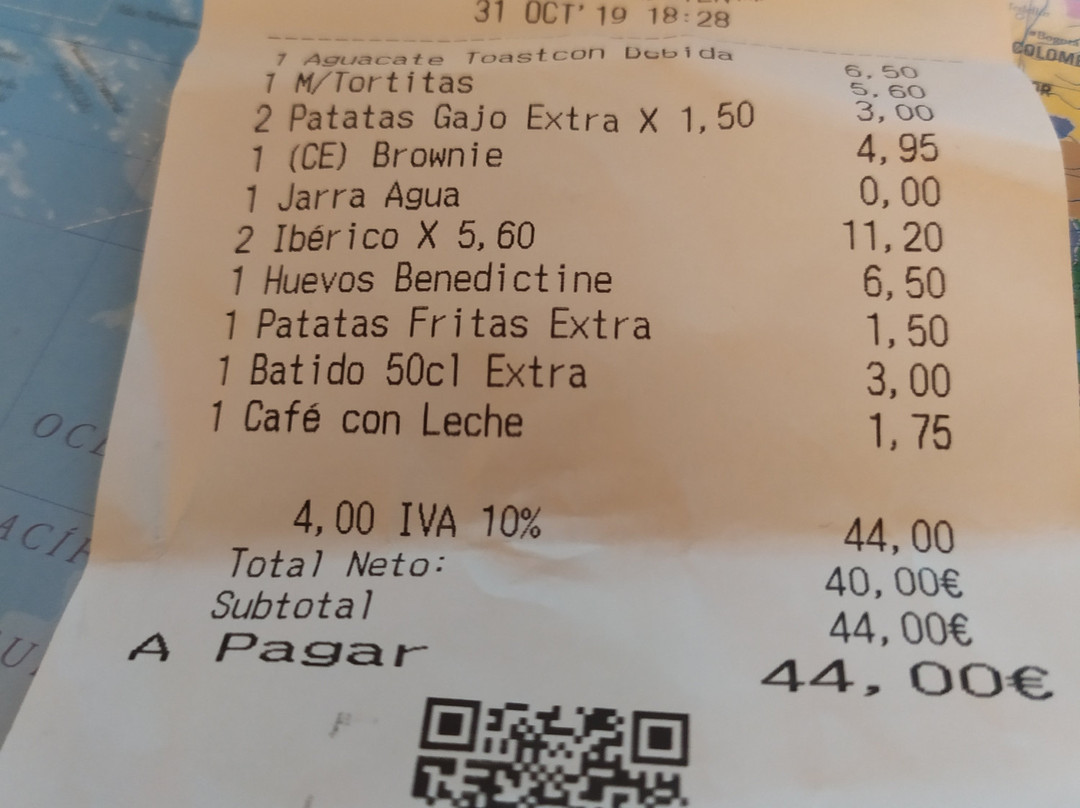 31 OCT'19 18:28
1 Aguacate Toastcon Bebida 6,50
1 M/Tortitas 5,60
2 Patatas Gajo Extra X 1,50 3,00
1 (CE) Brownie 4,95
1 Jarra Agua 0,00
2 Ibérico X 5,60 11,20
1 Huevos Benedictine 6,50
1 Patatas Fritas Extra 1,50
1 Batido 50cl Extra 3,00
1 Café con Leche 1,75
4,00 IVA 10% 44,00
Total Neto: 40,00€
Subtotal 44,00€
A Pagar 44,00€